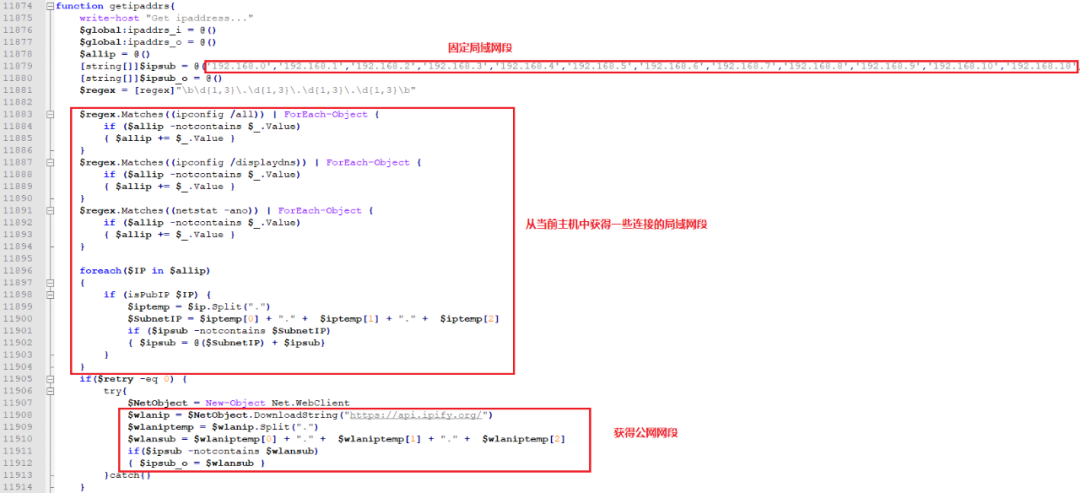 11874 function getipaddrs{
11875 write-host "Get ipaddress..."
11876 $global:ipaddrs_i = @()
11877 $global:ipaddrs_o = @()
11878 $allip = @()
固定局域网段
11879 [string[]]$ipsub = @('192.168.0','192.168.1','192.168.2','192.168.3','192.168.4','192.168.5','192.168.6','192.168.7','192.168.8','192.168.9','192.168.10','192.168.18'
11880 [string[]]$ipsub_o = @()
11881 $regex = [regex]"\b\d{1,3}\.\d{1,3}\.\d{1,3}\.\d{1,3}\b"
11882
11883 $regex.Matches((ipconfig /all)) | ForEach-Object {
11884 if ($allip -notcontains $_.Value)
11885 { $allip += $_.Value }
11886 }
11887 $regex.Matches((ipconfig /displaydns)) | ForEach-Object {
11888 if ($allip -notcontains $_.Value)
11889 { $allip += $_.Value }
11890 }
11891 $regex.Matches((netstat -ano)) | ForEach-Object {
11892 if ($allip -notcontains $_.Value)
11893 { $allip += $_.Value }
从当前主机中获得一些连接的局域网段
11894 }
11895
11896 foreach($IP in $allip)
11897 {
11898 if (isPubIP $IP) {
11899 $iptemp = $ip.Split(".")
11900 $SubnetIP = $iptemp[0] + "." + $iptemp[1] + "." + $iptemp[2]
11901 if ($ipsub -notcontains $SubnetIP)
11902 { $ipsub = @($SubnetIP) + $ipsub}
11903 }
11904 }
11905 if($retry -eq 0) {
11906 try{
11907 $NetObject = New-Object Net.WebClient
11908 $wlanip = $NetObject.DownloadString("https://api.ipify.org/")
11909 $wlaniptemp = $wlanip.Split(".")
11910 $wlansub = $wlaniptemp[0] + "." + $wlaniptemp[1] + "." + $wlaniptemp[2]
获得公网网段
11911 if($ipsub -notcontains $wlansub)
11912 { $ipsub_o = $wlansub }
11913 }catch{}
11914 }